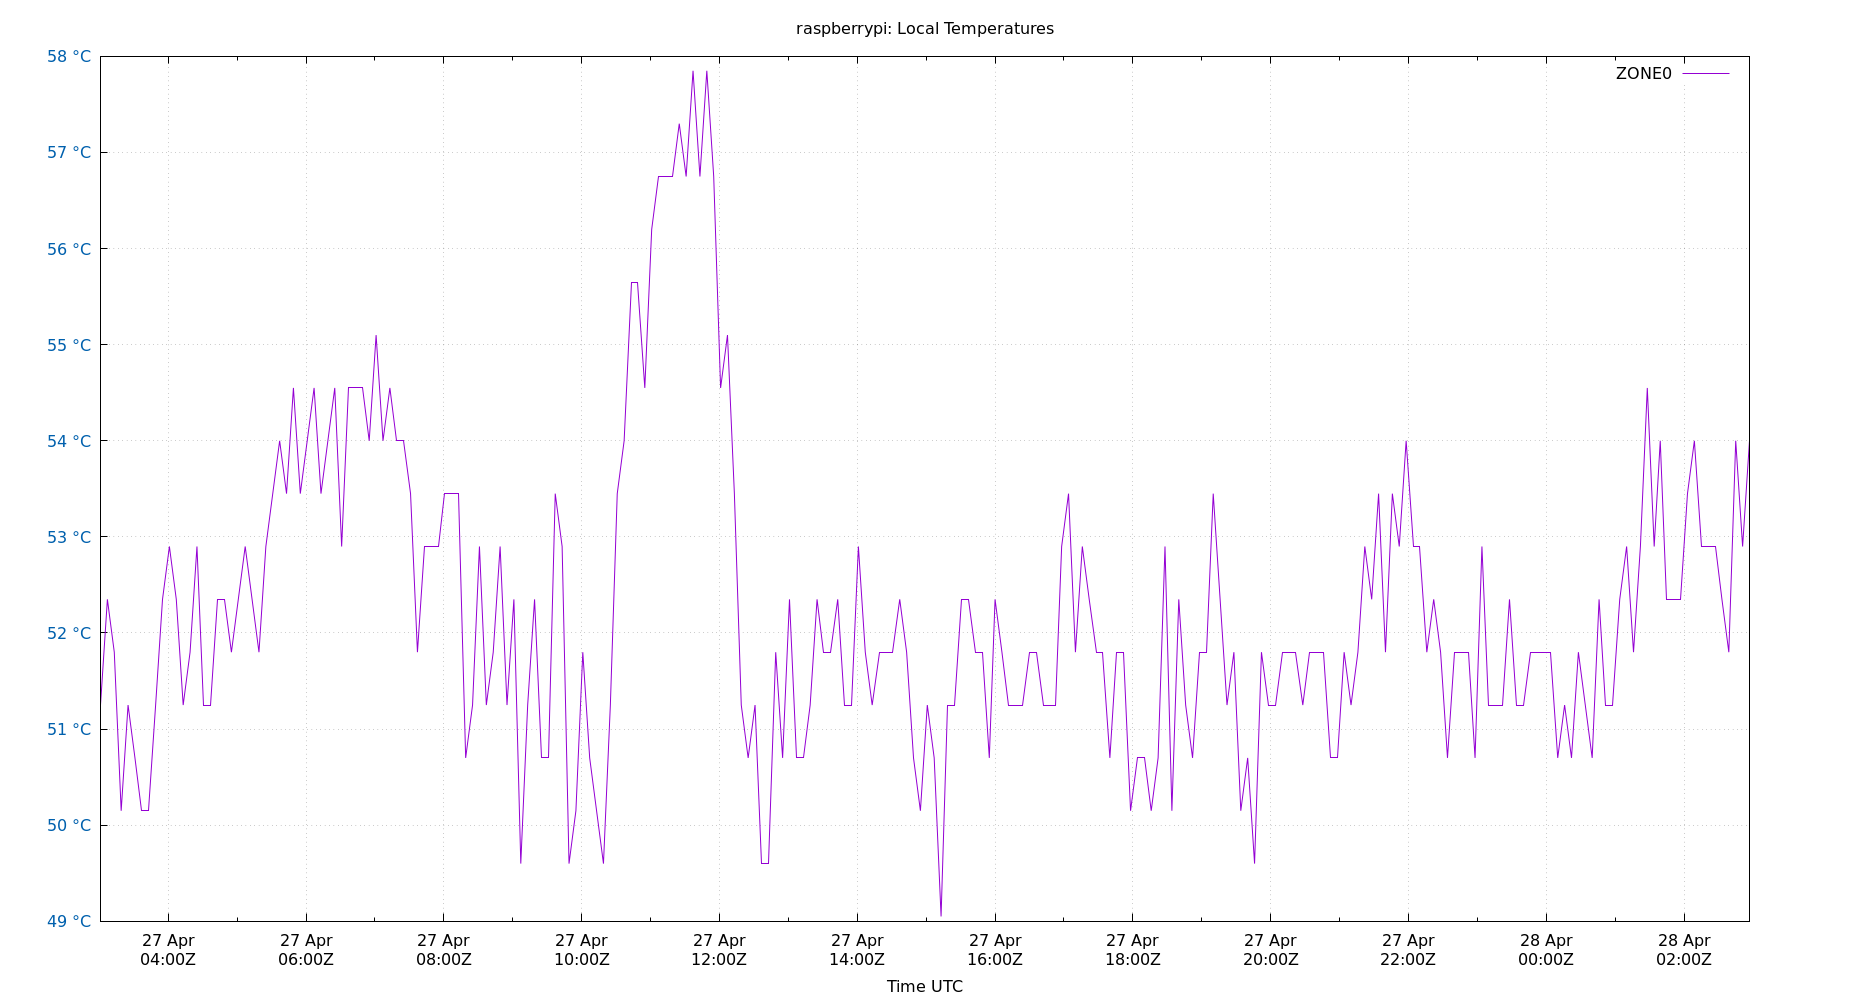 raspberrypi: Local Temperatures
58 °C
57 °C
56 °C
55 °C
54 °C
53 °C
52 °C
51 °C
50 °C
49 °C
ZONE0
27 Apr 27 Apr 27 Apr 27 Apr 27 Apr 27 Apr 27 Apr 27 Apr 27 Apr 27 Apr 28 Apr 28 Apr
04:00Z 06:00Z 08:00Z 10:00Z 12:00Z 14:00Z 16:00Z 18:00Z 20:00Z 22:00Z 00:00Z 02:00Z
Time UTC